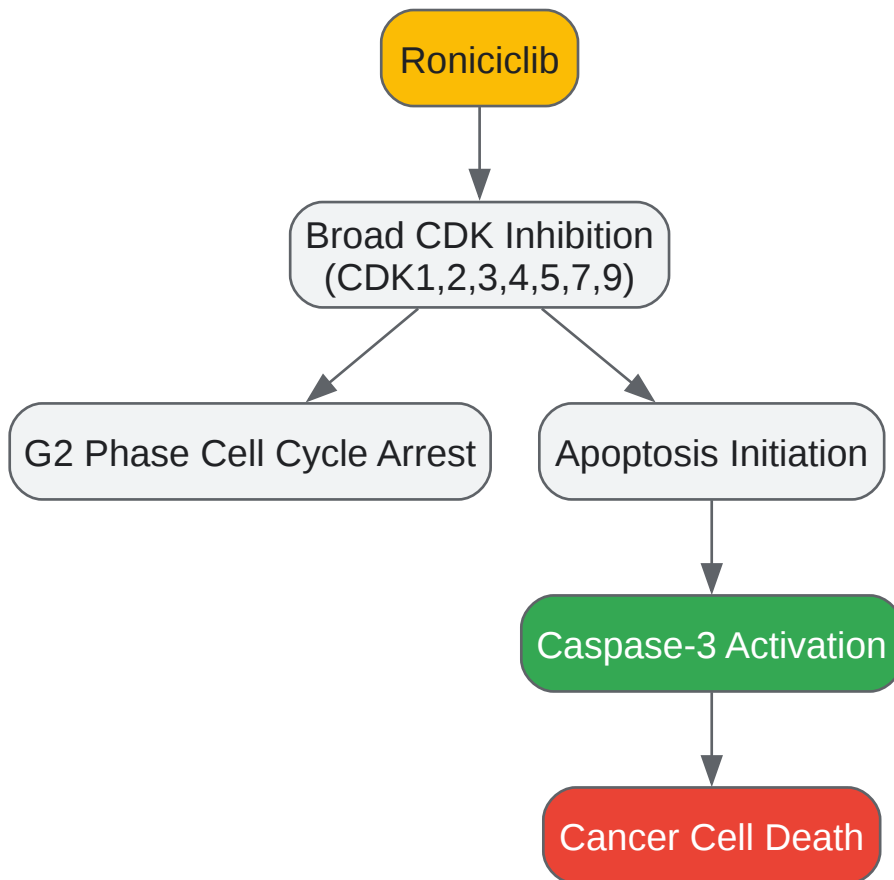 Roniciclib
Broad CDK Inhibition
(CDK1,2,3,4,5,7,9)
G2 Phase Cell Cycle Arrest
Apoptosis Initiation
Caspase-3 Activation
Cancer Cell Death